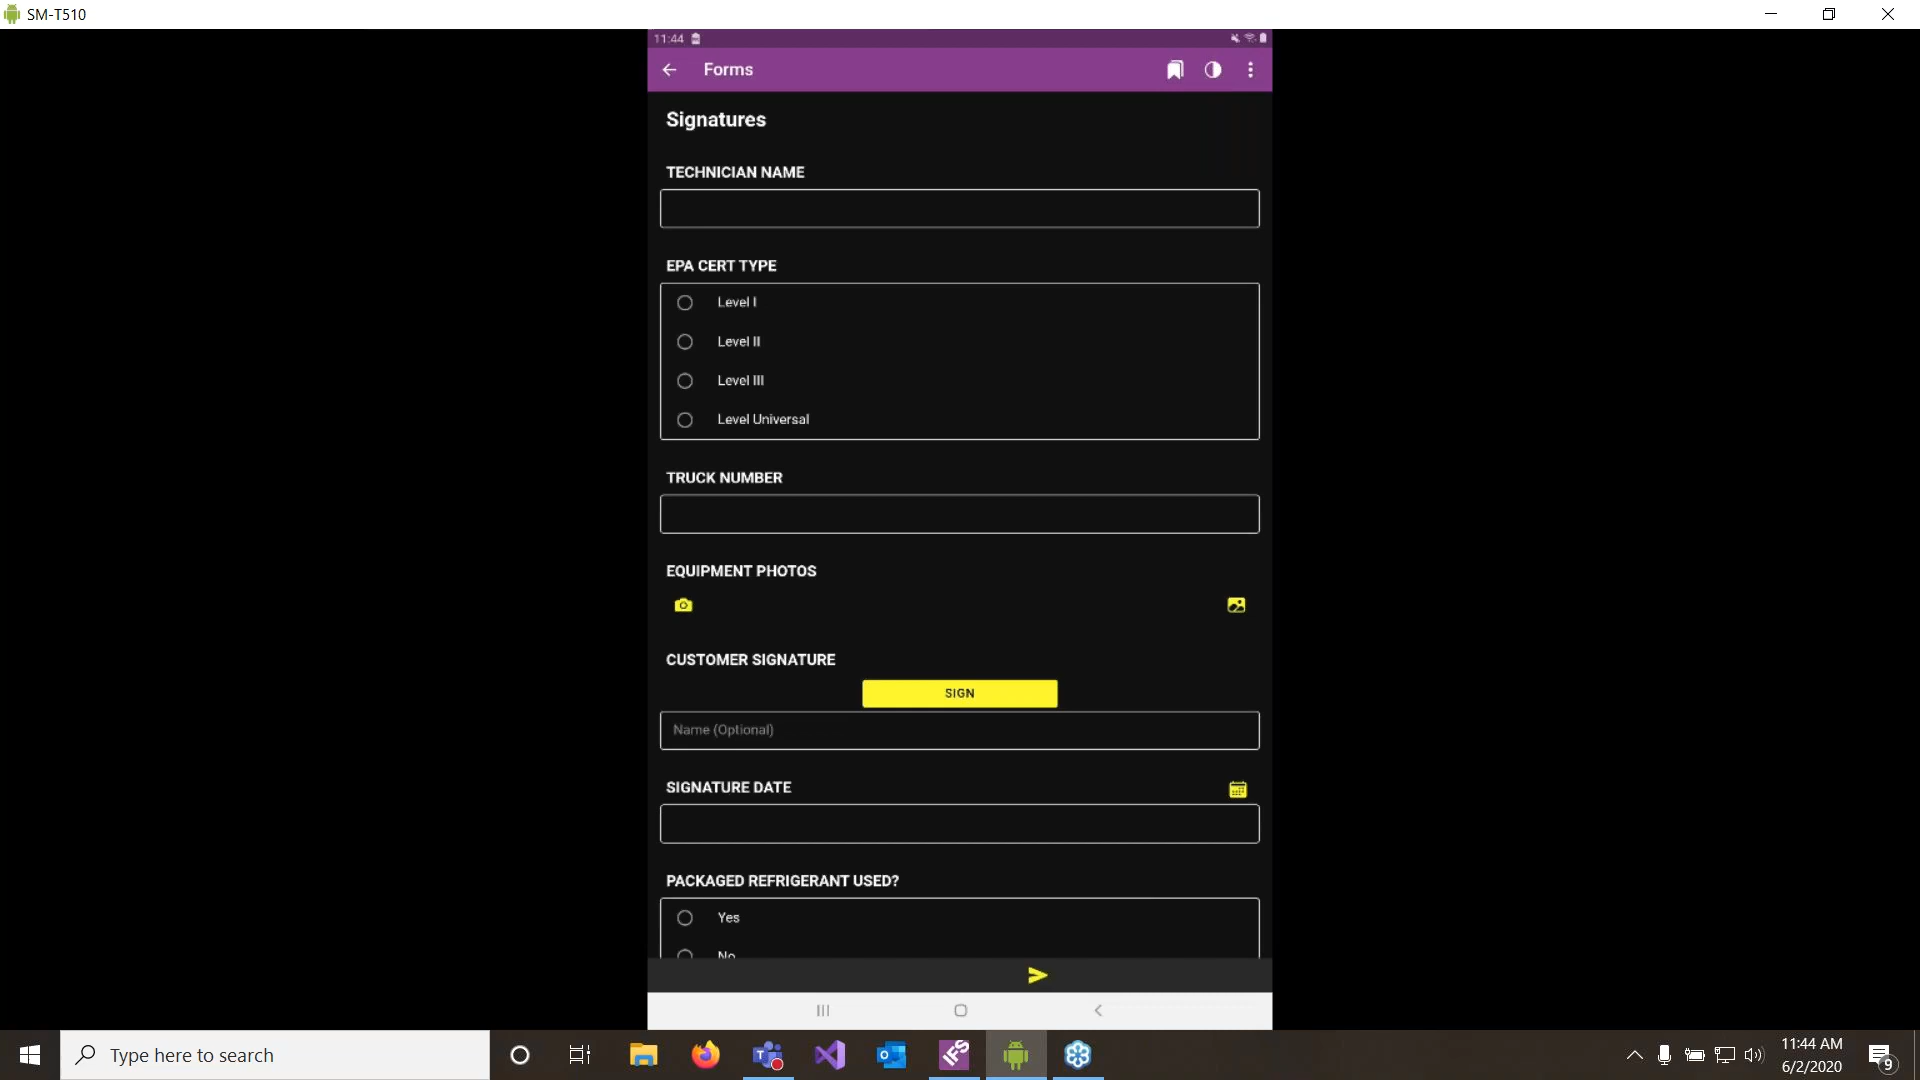 SM-T510
11:44
Forms
Signatures
TECHNICIAN NAME
EPA CERT TYPE
Level I
Level II
Level III
Level Universal
TRUCK NUMBER
EQUIPMENT PHOTOS
CUSTOMER SIGNATURE
SIGN
Name (Optional)
SIGNATURE DATE
PACKAGED REFRIGERANT USED?
Yes
No
Type here to search
iFS
11:44 AM
6/2/2020
9